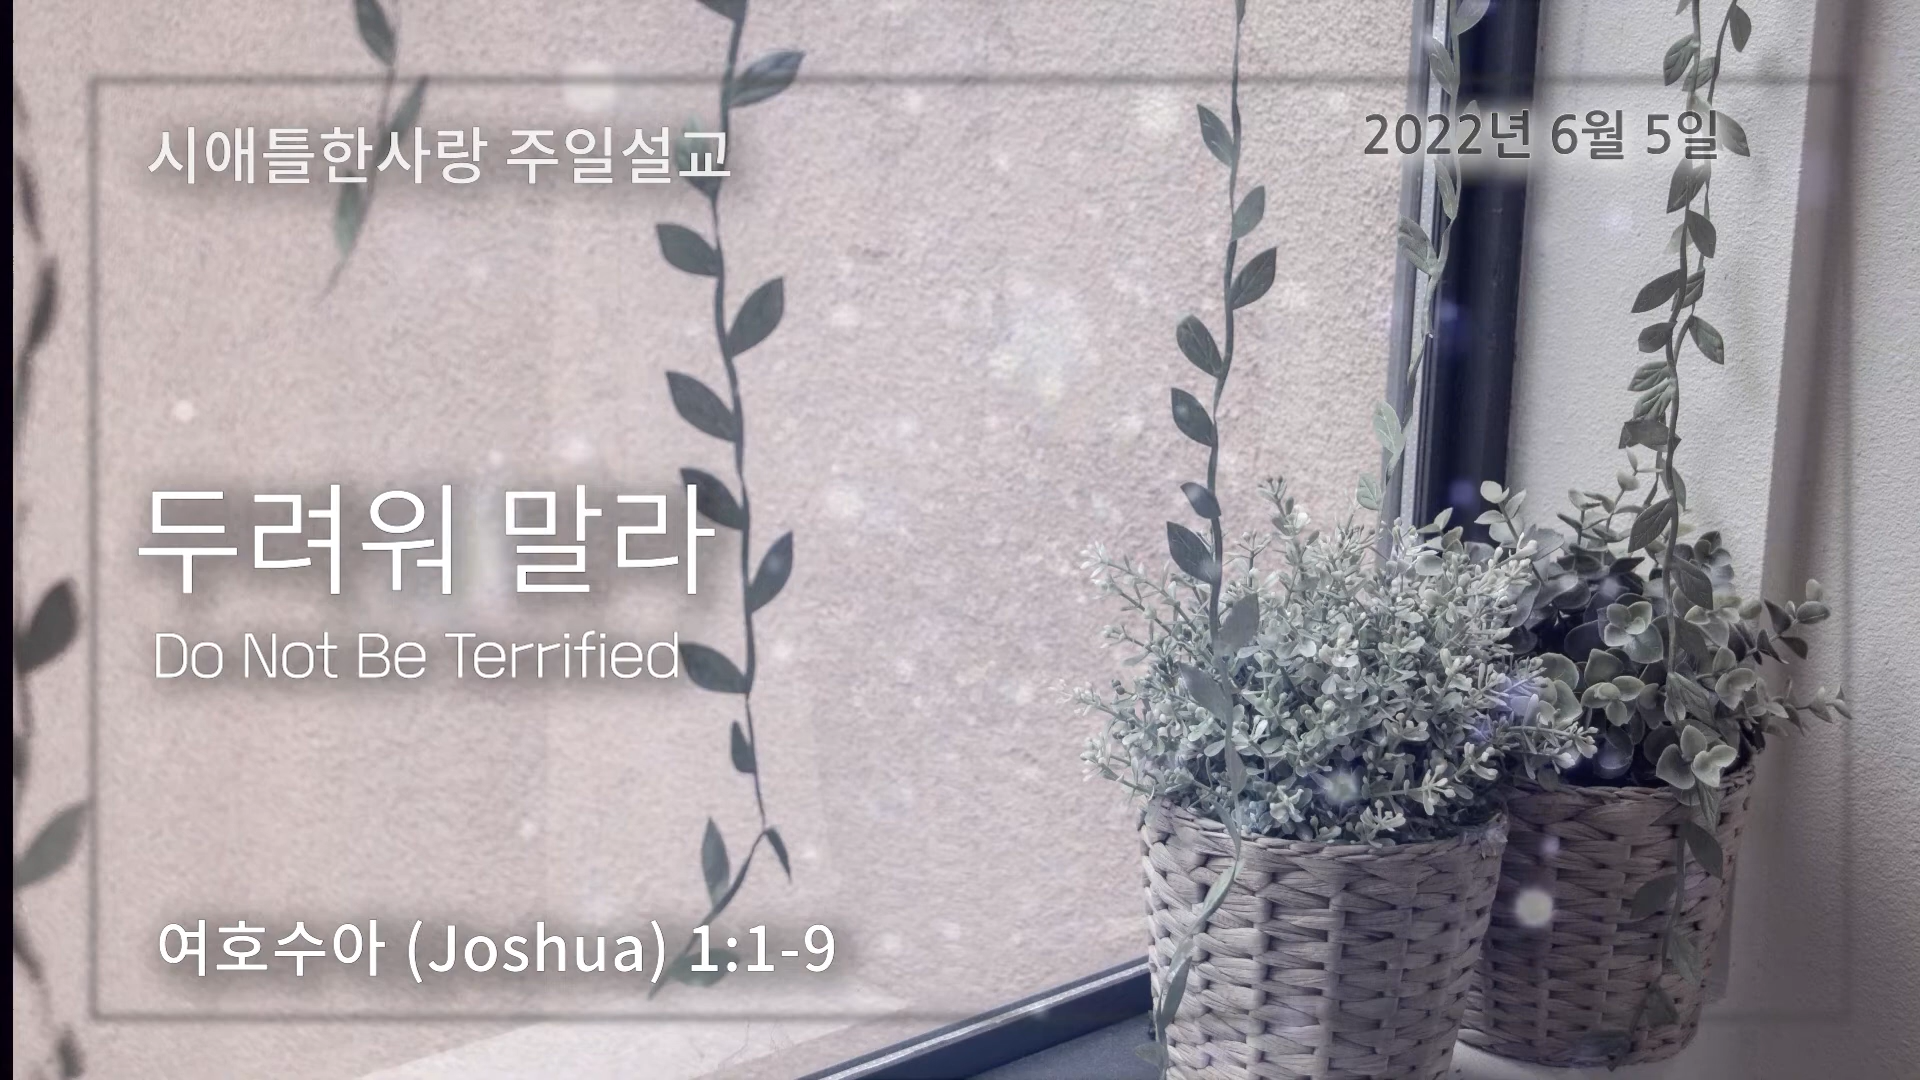 시애틀한사랑 주일설교
2022년 6월 5일
두려워 말라
Do Not Be Terrified
여호수아 (Joshua) 1:1-9